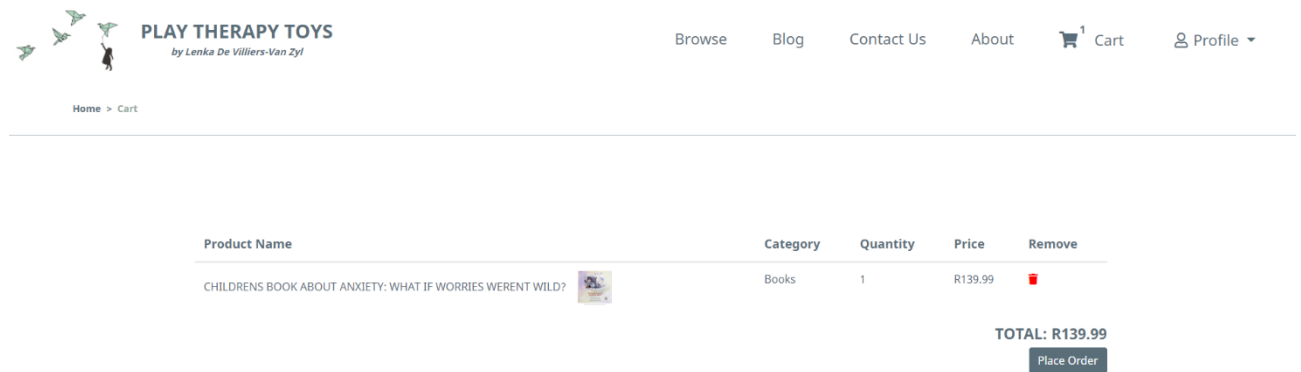 PLAY THERAPY TOYS
by Lenka De Villiers-Van Zyl
Browse Blog Contact Us About 1 Cart Profile
Home > Cart
Product Name Category Quantity Price Remove
CHILDRENS BOOK ABOUT ANXIETY: WHAT IF WORRIES WERENT WILD? Books 1 R139.99
TOTAL: R139.99
Place Order